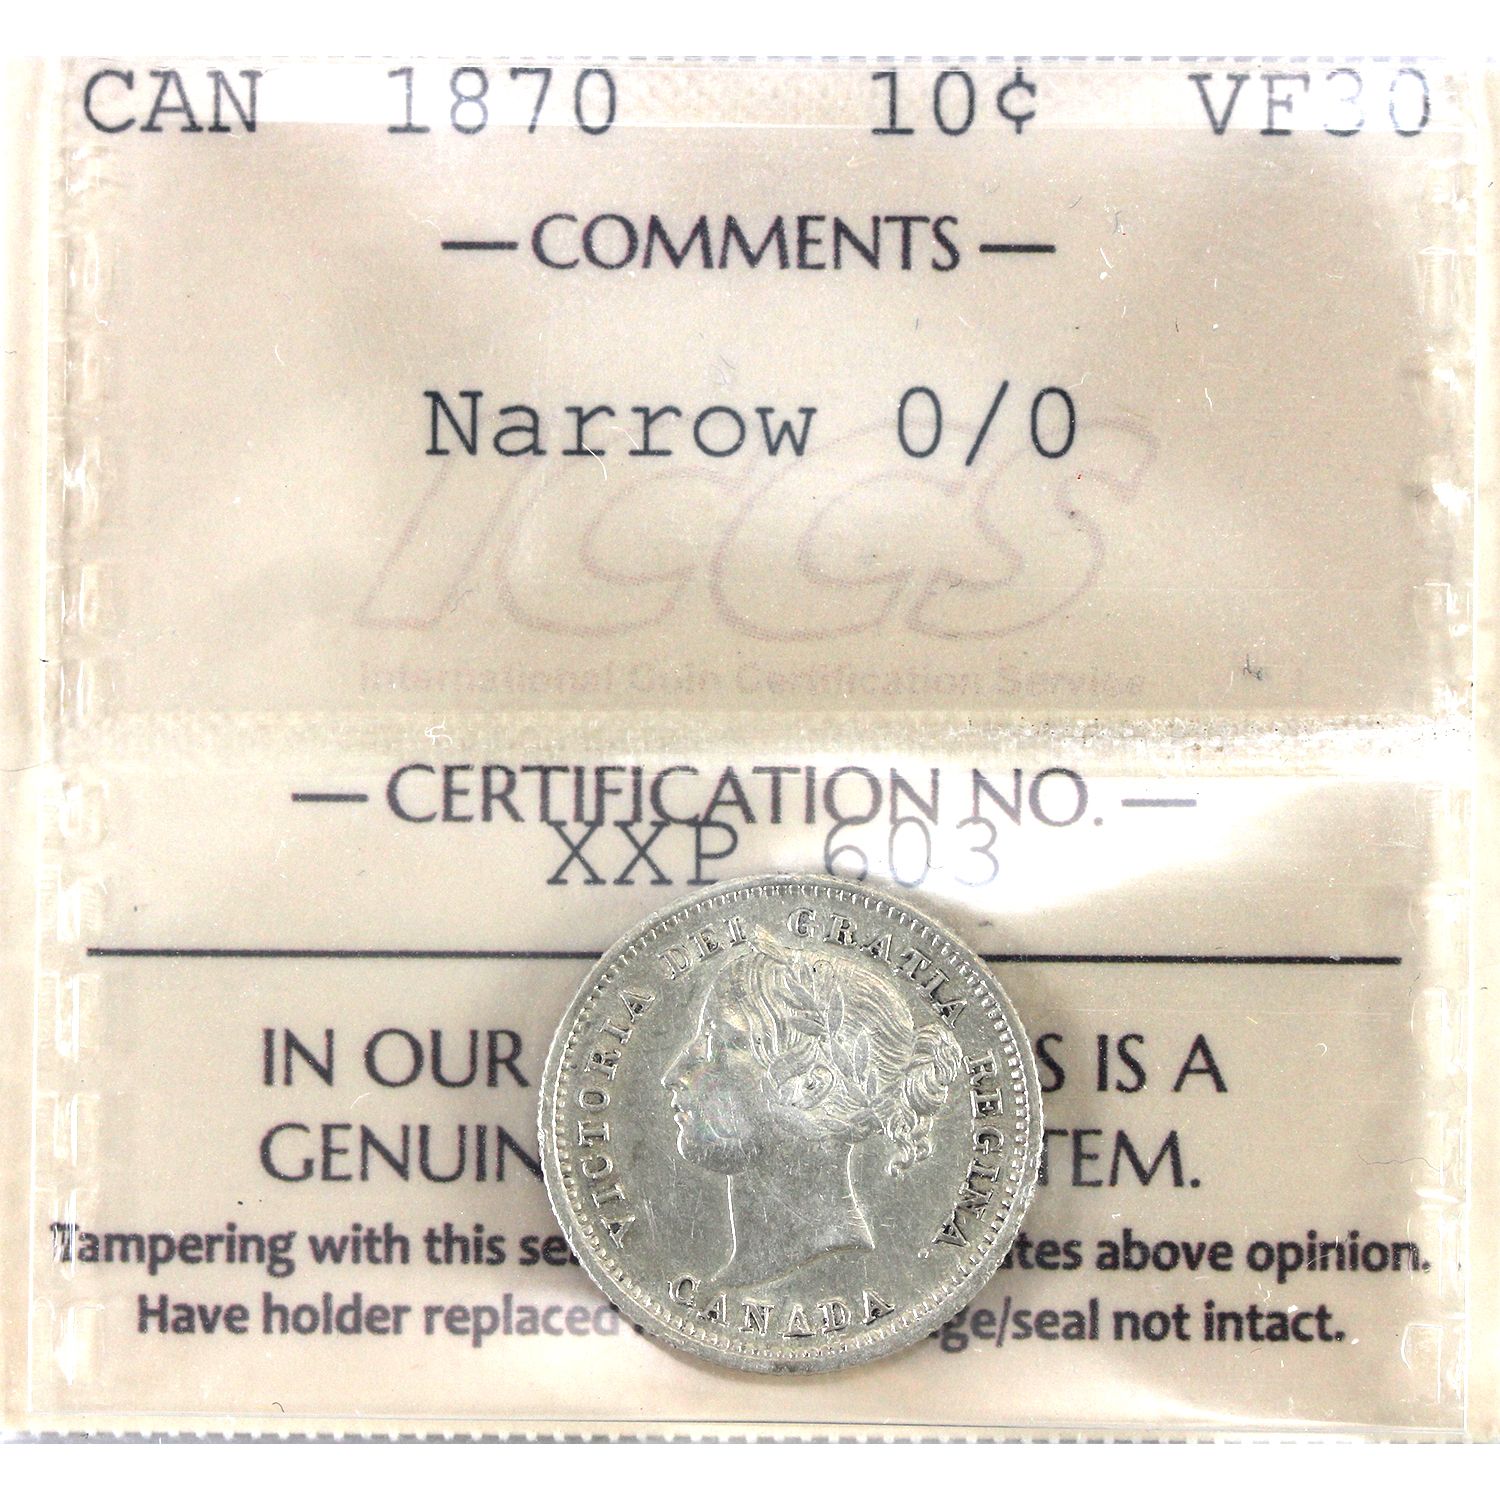 CAN 1870 10¢ VF30
— COMMENTS —
Narrow 0/0
ICCS
International Coin Certification Service
— CERTIFICATION NO. —
XXP 603
IN OUR S IS A
GENUIN TEM.
Tampering with this se tes above opinion.
Have holder replaced ge/seal not intact.
VICTORIA DEI GRATIA REGINA.
CANADA